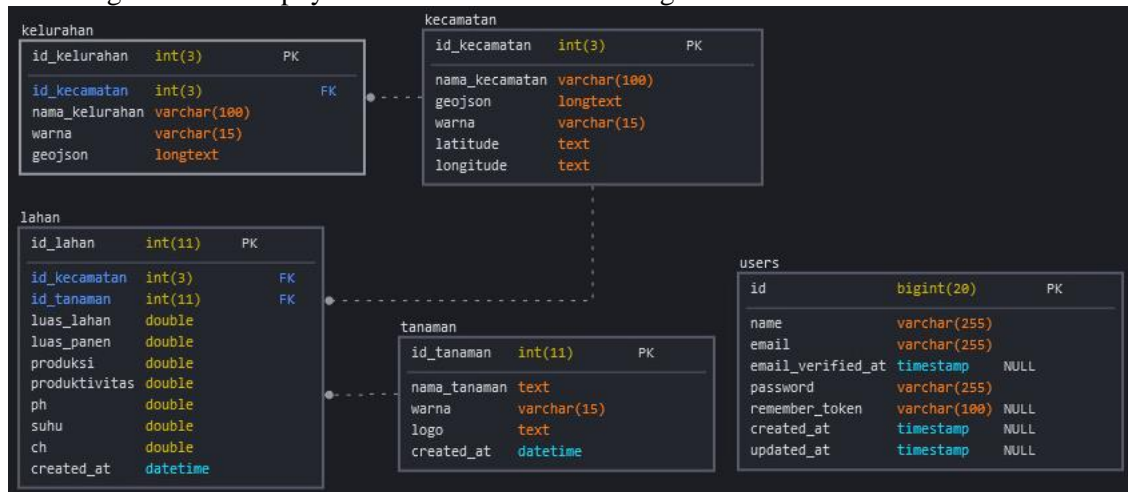 kelurahan
id_kelurahan int(3) PK
id_kecamatan int(3) FK
nama_kelurahan varchar(100)
warna varchar(15)
geojson longtext
kecamatan
id_kecamatan int(3) PK
nama_kecamatan varchar(100)
geojson longtext
warna varchar(15)
latitude text
longitude text
lahan
id_lahan int(11) PK
id_kecamatan int(3) FK
id_tanaman int(11) FK
luas_lahan double
luas_panen double
produksi double
produktivitas double
ph double
suhu double
ch double
created_at datetime
tanaman
id_tanaman int(11) PK
nama_tanaman text
warna varchar(15)
logo text
created_at datetime
users
id bigint(20) PK
name varchar(255)
email varchar(255)
email_verified_at timestamp NULL
password varchar(255)
remember_token varchar(100) NULL
created_at timestamp NULL
updated_at timestamp NULL